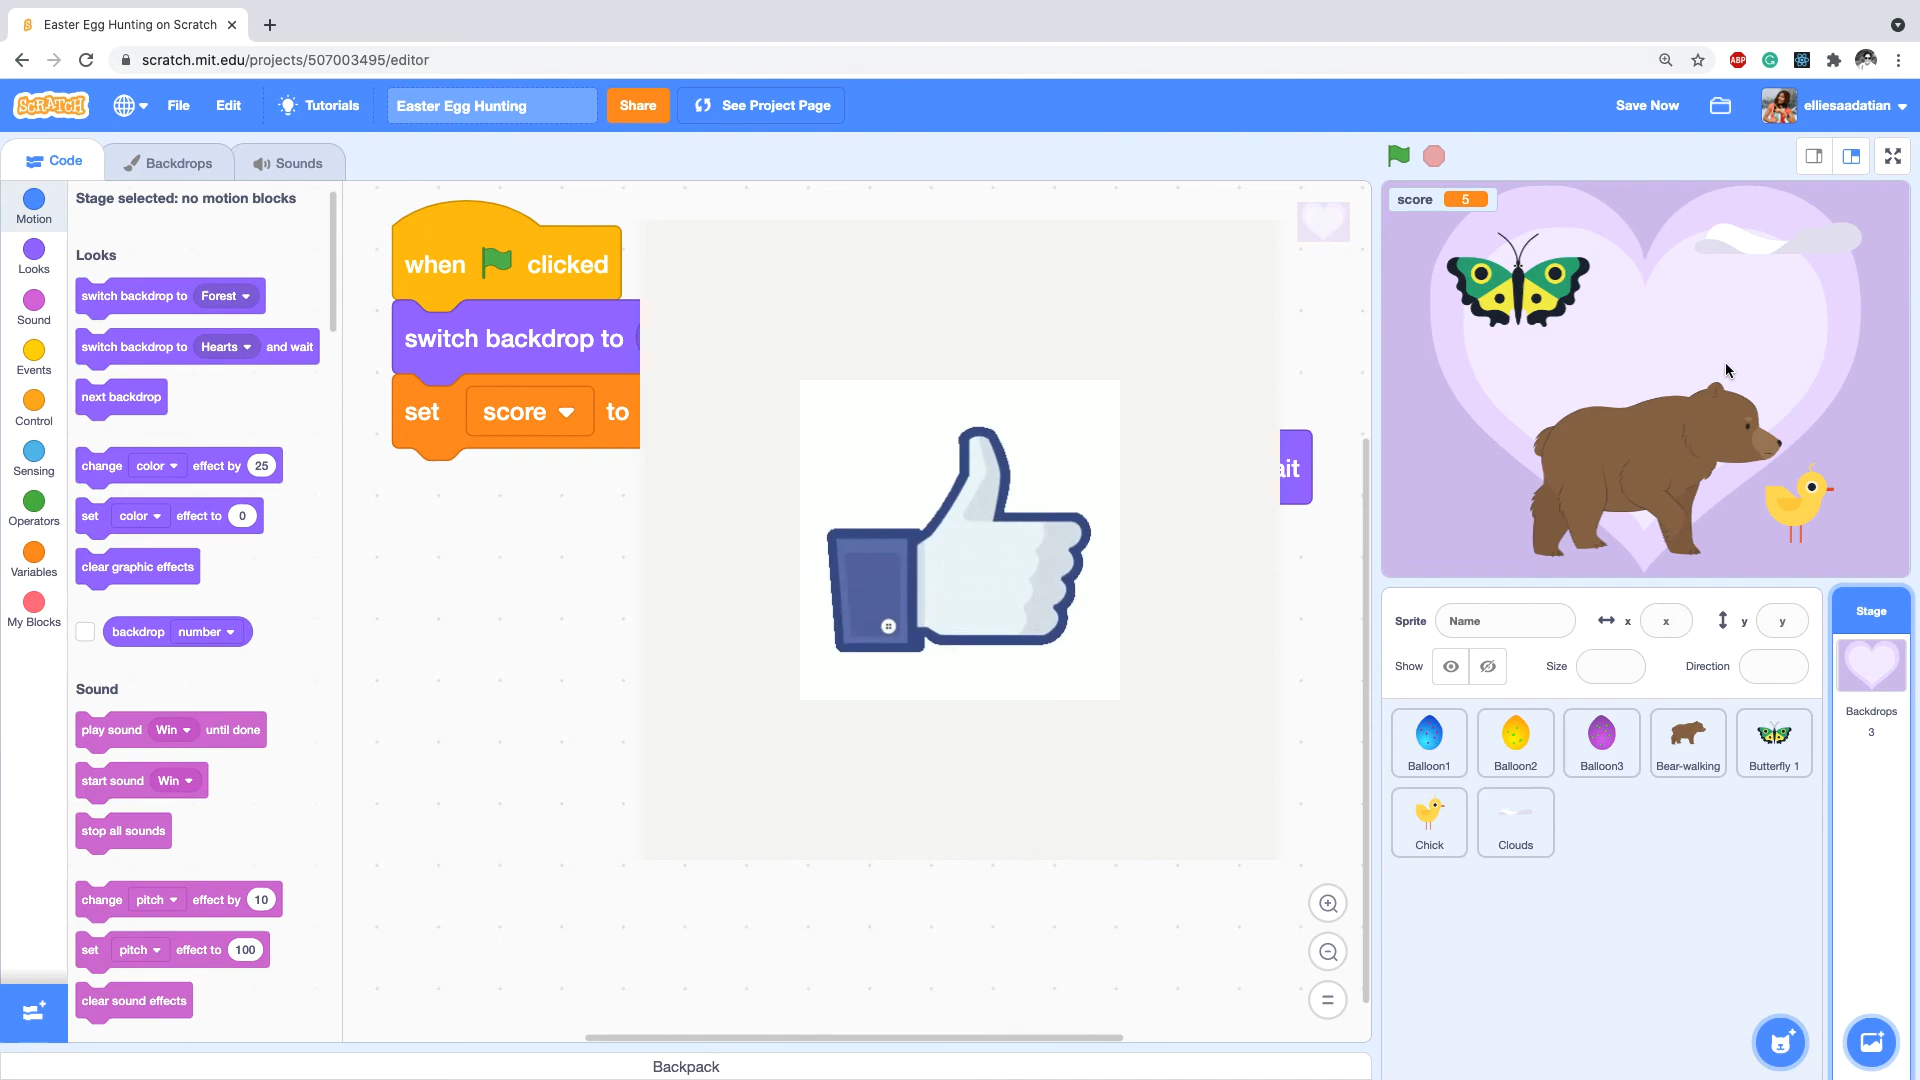 Easter Egg Hunting on Scratch
scratch.mit.edu/projects/507003495/editor
ABP
SCRATCH
File
Edit
Tutorials
Easter Egg Hunting
Share
See Project Page
Save Now
elliesaadatian
Code
Backdrops
Sounds
Motion
Looks
Sound
Events
Control
Sensing
Operators
Variables
My Blocks
Stage selected: no motion blocks
Looks
switch backdrop to Forest
switch backdrop to Hearts and wait
next backdrop
change color effect by 25
set color effect to 0
clear graphic effects
backdrop number
Sound
play sound Win until done
start sound Win
stop all sounds
change pitch effect by 10
set pitch effect to 100
clear sound effects
when clicked
switch backdrop to
set score to
ait
score 5
Sprite Name x x y y
Show Size Direction
Balloon1
Balloon2
Balloon3
Bear-walking
Butterfly 1
Chick
Clouds
Stage
Backdrops
3
Backpack